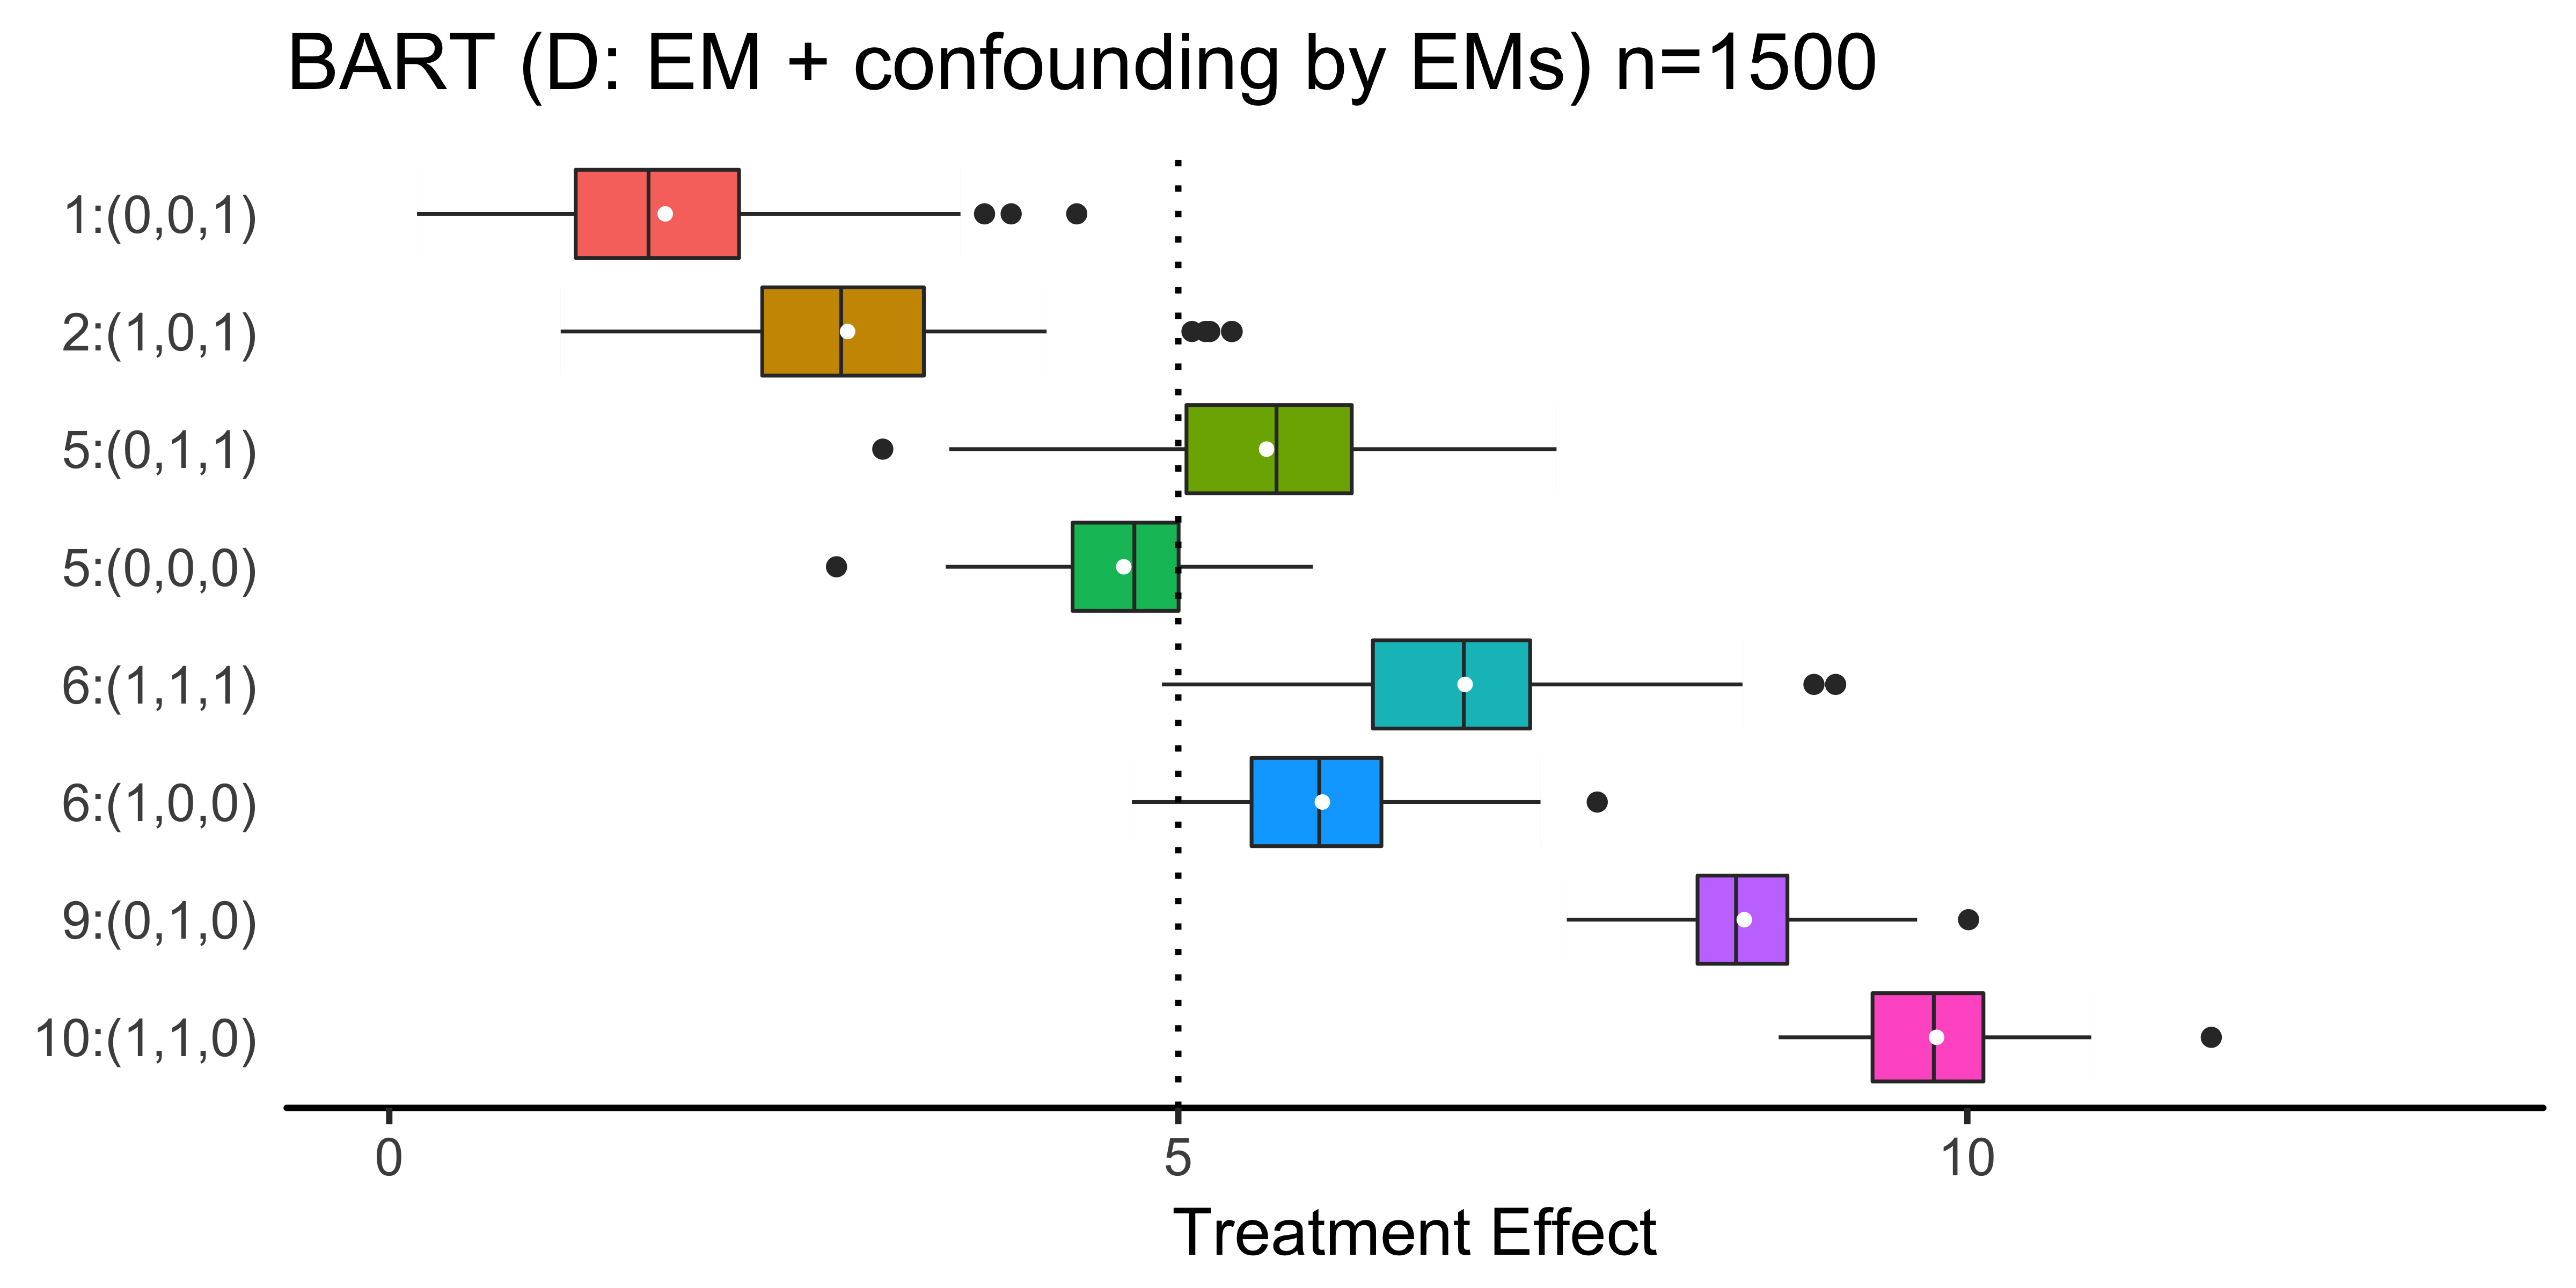 BART (D: EM + confounding by EMs) n=1500
1:(0,0,1)
2:(1,0,1)
5:(0,1,1)
5:(0,0,0)
6:(1,1,1)
6:(1,0,0)
9:(0,1,0)
10:(1,1,0)
0 5 10
Treatment Effect